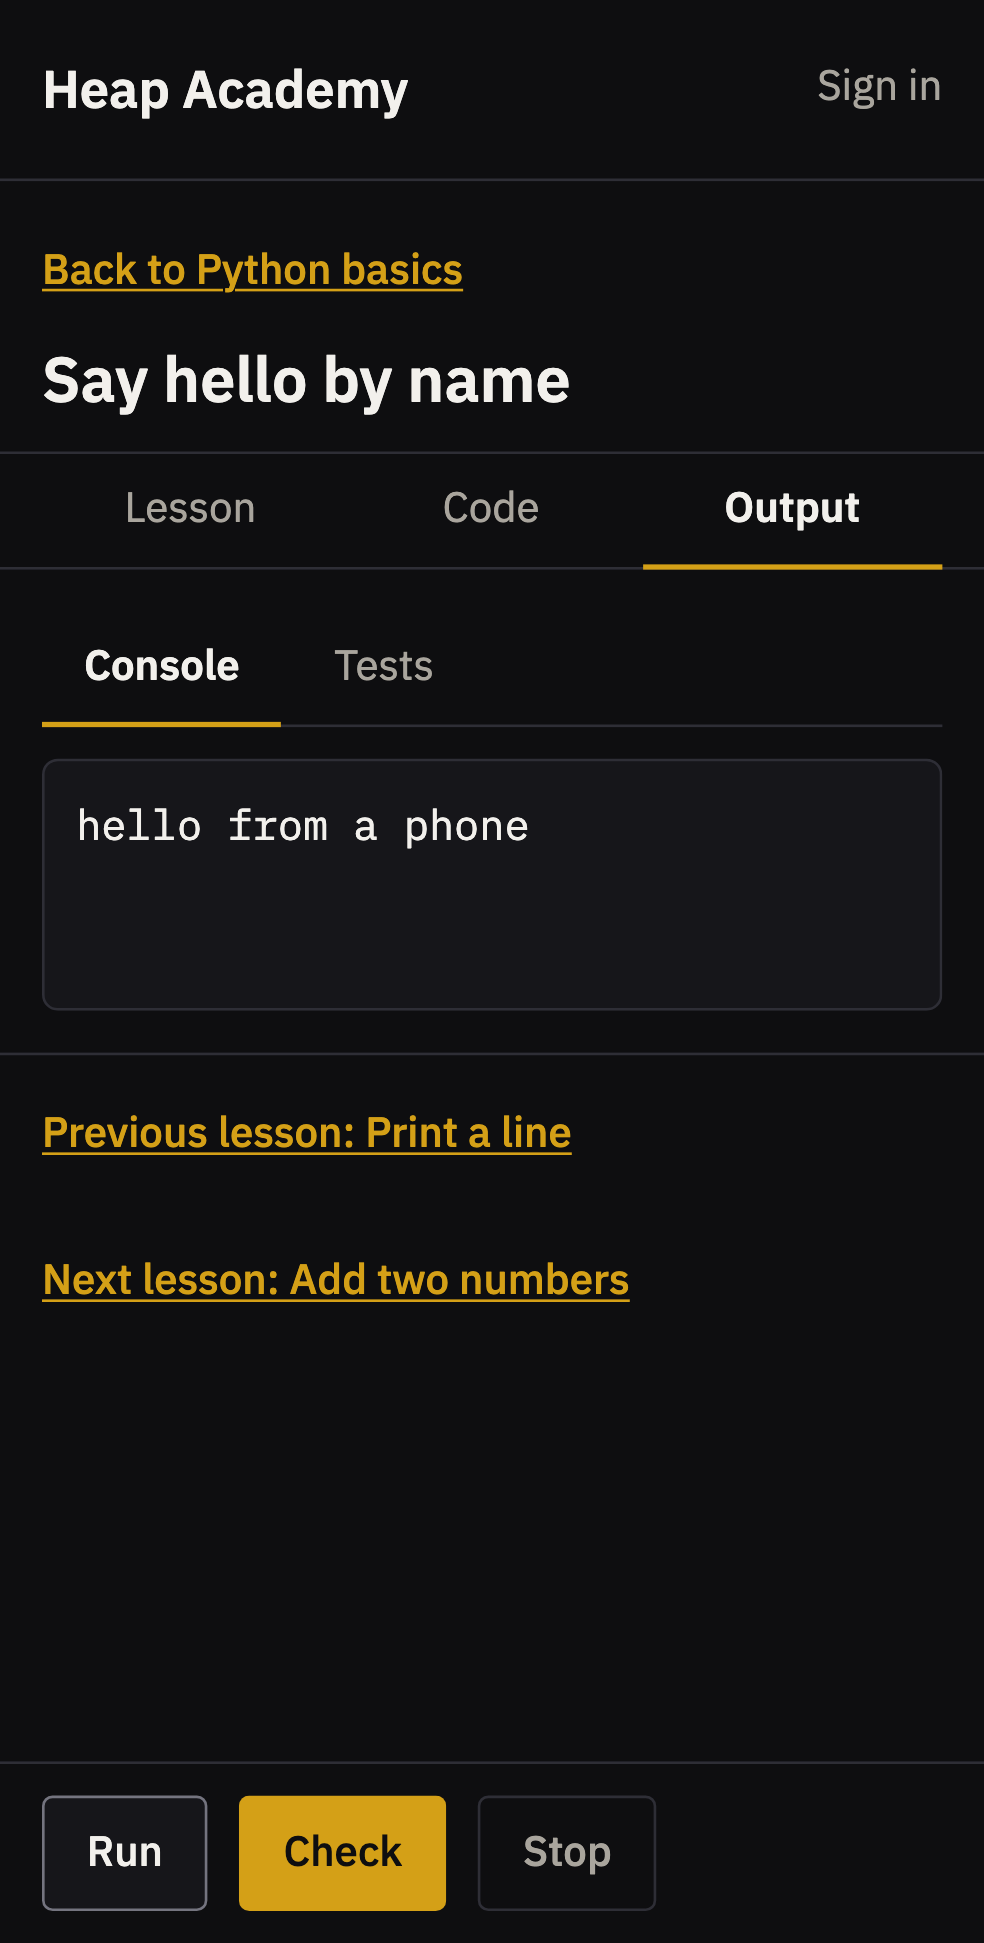 Heap Academy
Sign in
Back to Python basics
Say hello by name
Lesson Code Output
Console Tests
hello from a phone
Previous lesson: Print a line
Next lesson: Add two numbers
Run Check Stop